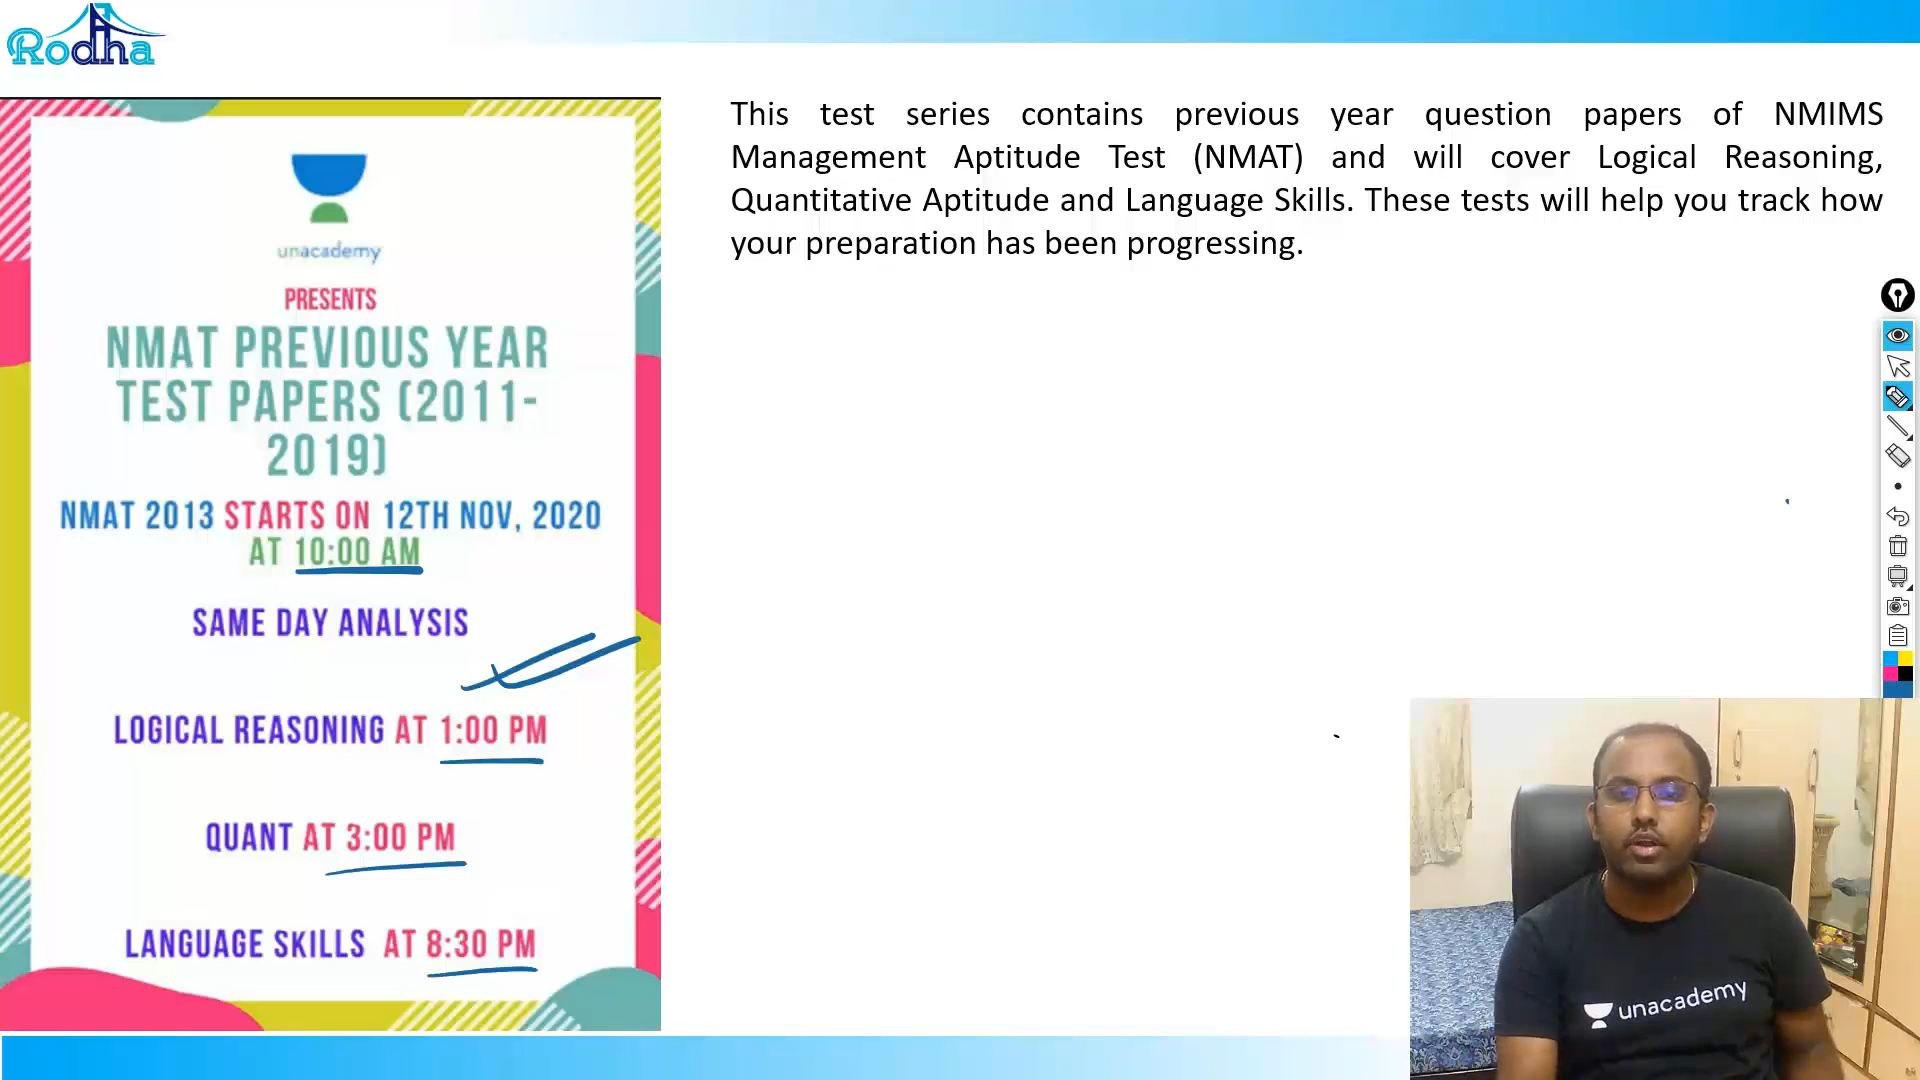 Rodha
unacademy
PRESENTS
NMAT PREVIOUS YEAR
TEST PAPERS (2011-
2019)
NMAT 2013 STARTS ON 12TH NOV, 2020
AT 10:00 AM
SAME DAY ANALYSIS
LOGICAL REASONING AT 1:00 PM
QUANT AT 3:00 PM
LANGUAGE SKILLS AT 8:30 PM
This test series contains previous year question papers of NMIMS
Management Aptitude Test (NMAT) and will cover Logical Reasoning,
Quantitative Aptitude and Language Skills. These tests will help you track how
your preparation has been progressing.
unacademy